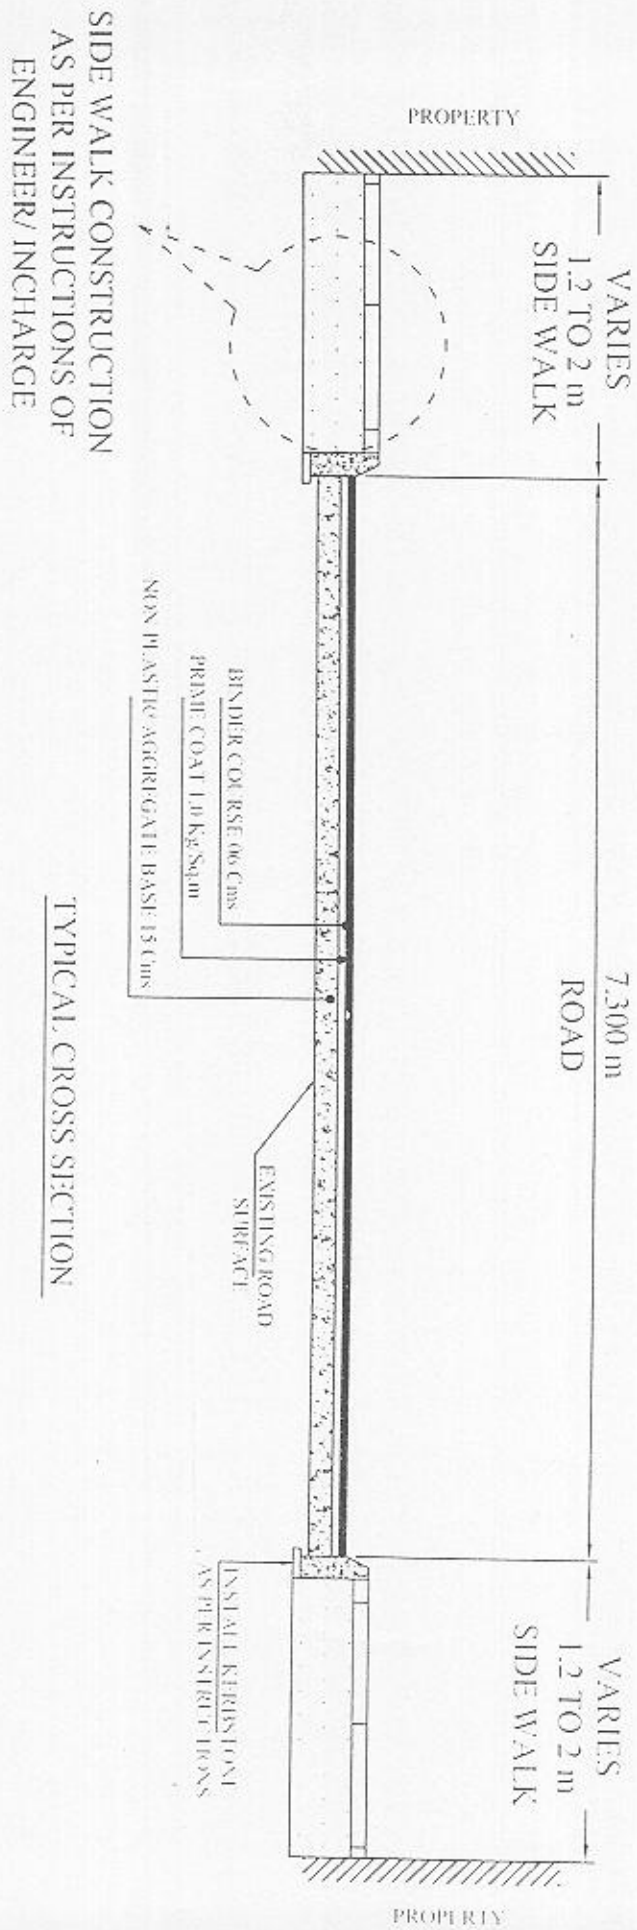 PROPERTY
VARIES
1.2 TO 2 m
SIDE WALK
7.300 m
ROAD
VARIES
1.2 TO 2 m
SIDE WALK
PROPERTY
SIDE WALK CONSTRUCTION
AS PER INSTRUCTIONS OF
ENGINEER/ INCHARGE
BINDER COURSE 06 Cms
PRIME COAT 1.0 Kg/Sq.m
NON PLASTIC AGGREGATE BASE 15 Cms
EXISTING ROAD
SURFACE
INSTALL KERBSTONE
AS PER INSTRUCTIONS
TYPICAL CROSS SECTION